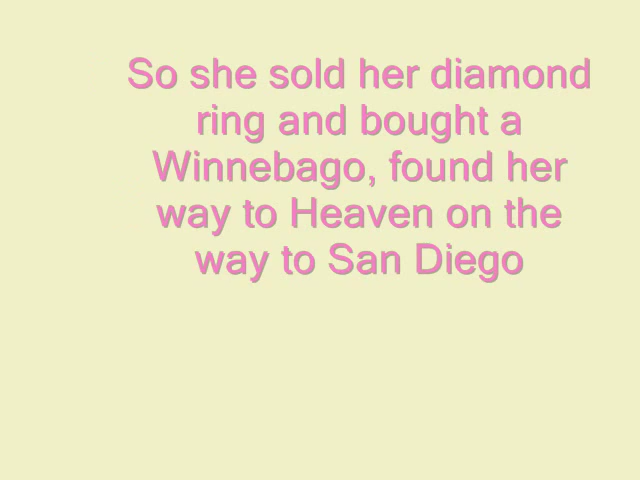 So she sold her diamond
ring and bought a
Winnebago, found her
way to Heaven on the
way to San Diego